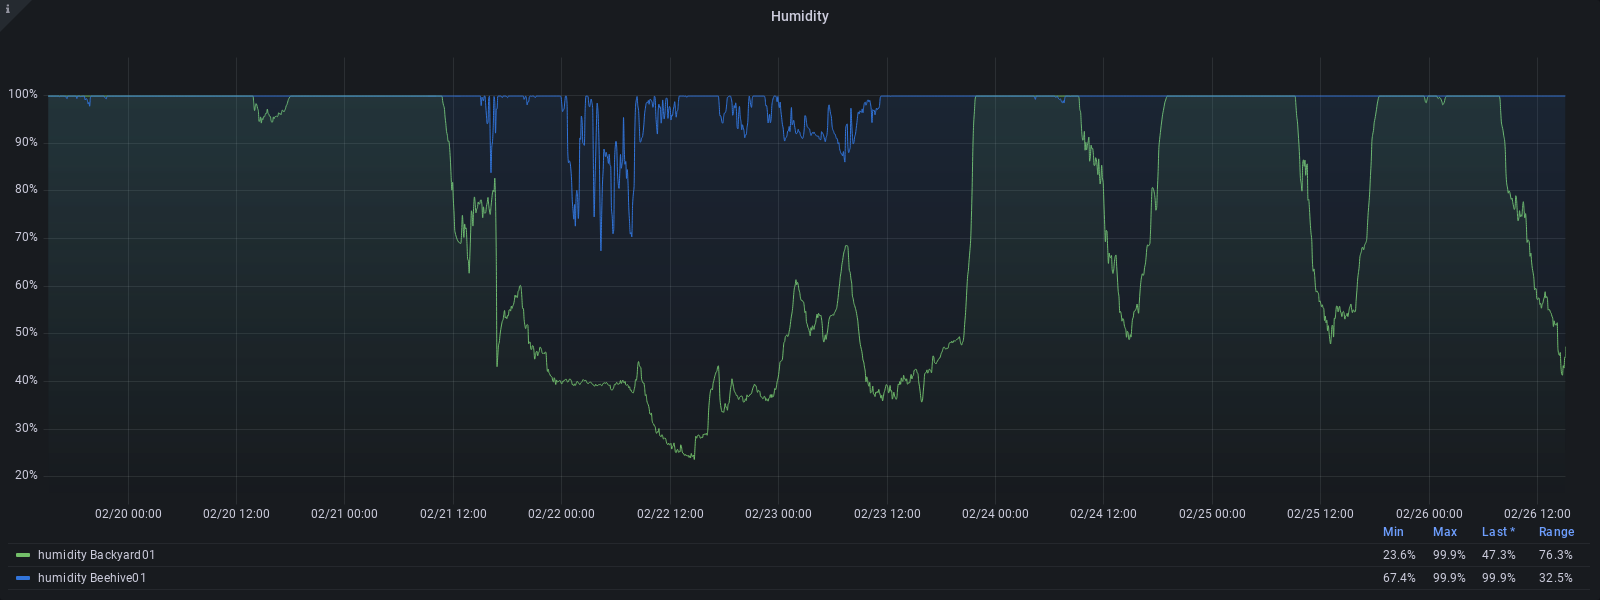 i
Humidity
100%
90%
80%
70%
60%
50%
40%
30%
20%
02/20 00:00 02/20 12:00 02/21 00:00 02/21 12:00 02/22 00:00 02/22 12:00 02/23 00:00 02/23 12:00 02/24 00:00 02/24 12:00 02/25 00:00 02/25 12:00 02/26 00:00 02/26 12:00
Min Max Last * Range
humidity Backyard01 23.6% 99.9% 47.3% 76.3%
humidity Beehive01 67.4% 99.9% 99.9% 32.5%